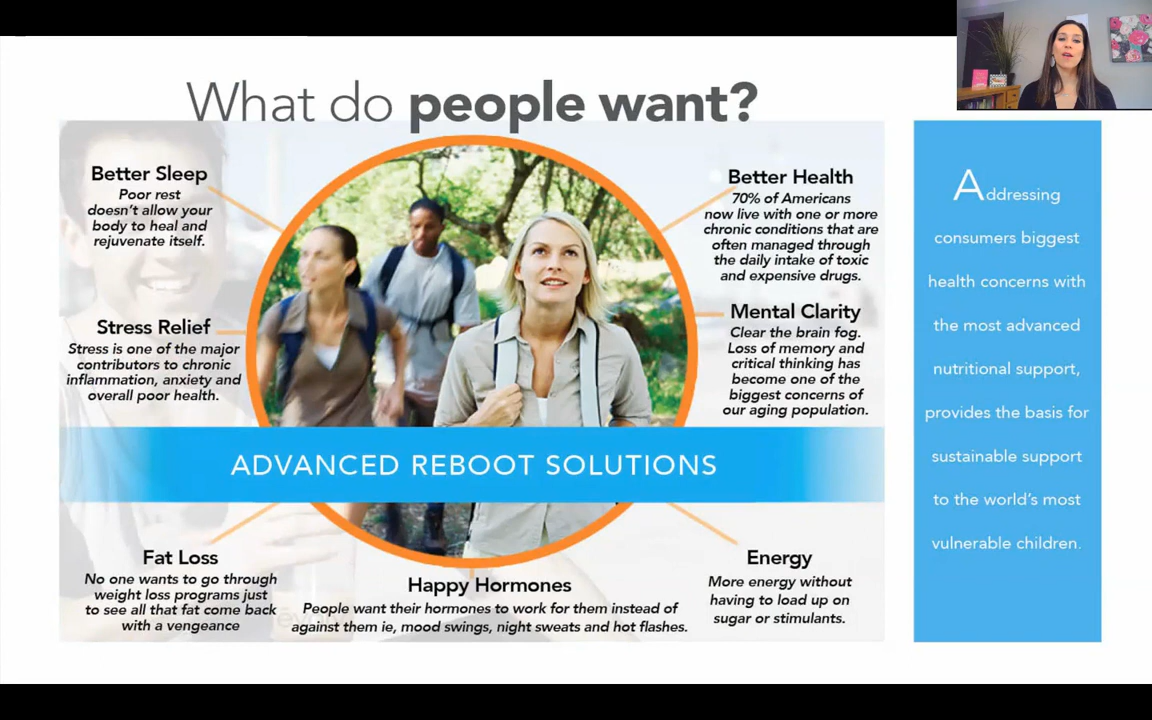 What do people want?
Better Sleep
Poor rest
doesn't allow your
body to heal and
rejuvenate itself.
Stress Relief
Stress is one of the major
contributors to chronic
inflammation, anxiety and
overall poor health.
Better Health
70% of Americans
now live with one or more
chronic conditions that are
often managed through
the daily intake of toxic
and expensive drugs.
Mental Clarity
Clear the brain fog.
Loss of memory and
critical thinking has
become one of the
biggest concerns of
our aging population.
ADVANCED REBOOT SOLUTIONS
Fat Loss
No one wants to go through
weight loss programs just
to see all that fat come back
with a vengeance
Happy Hormones
People want their hormones to work for them instead of
against them ie, mood swings, night sweats and hot flashes.
Energy
More energy without
having to load up on
sugar or stimulants.
Addressing
consumers biggest
health concerns with
the most advanced
nutritional support,
provides the basis for
sustainable support
to the world's most
vulnerable children.